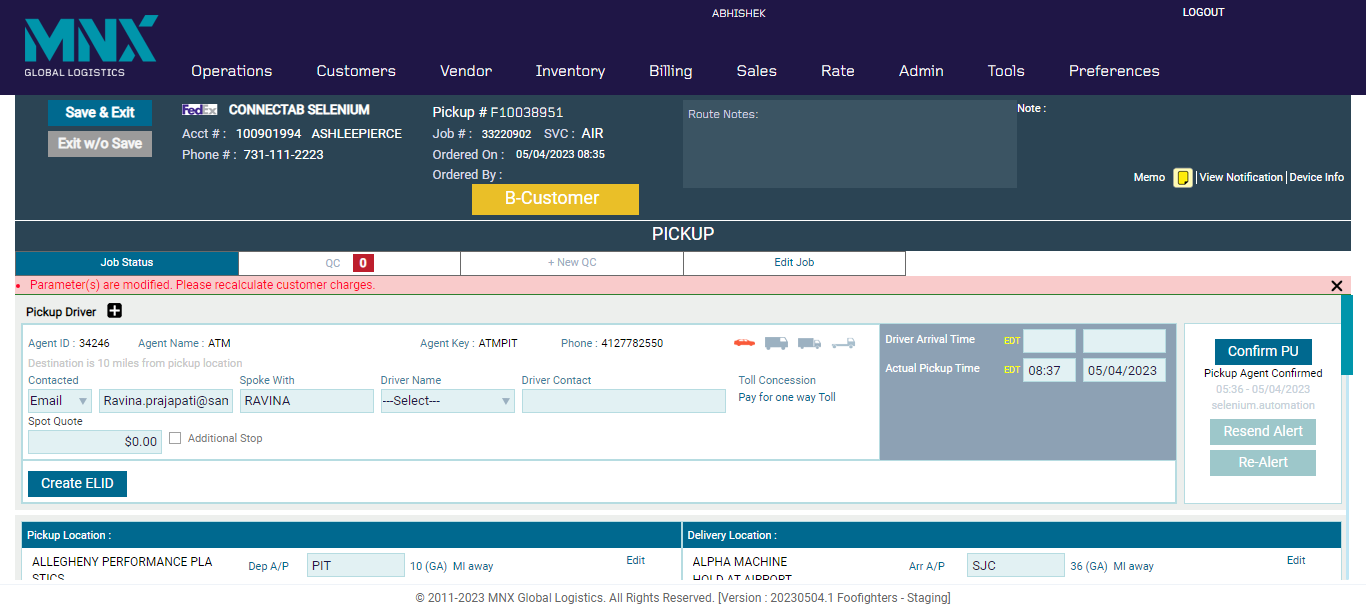 ABHISHEK
LOGOUT
MNX
GLOBAL LOGISTICS
Operations Customers Vendor Inventory Billing Sales Rate Admin Tools Preferences
Save & Exit
Exit w/o Save
FedEx CONNECTAB SELENIUM
Acct # : 100901994 ASHLEEPIERCE
Phone # : 731-111-2223
Pickup # F10038951
Job # : 33220902 SVC : AIR
Ordered On : 05/04/2023 08:35
Ordered By :
B-Customer
Route Notes:
Note :
Memo | View Notification | Device Info
PICKUP
Job Status QC 0 + New QC Edit Job
Parameter(s) are modified. Please recalculate customer charges.
Pickup Driver
Agent ID : 34246 Agent Name : ATM Agent Key : ATMPIT Phone : 4127782550
Destination is 10 miles from pickup location
Contacted Spoke With Driver Name Driver Contact Toll Concession
Email Ravina.prajapati@san RAVINA ---Select--- Pay for one way Toll
Spot Quote
$0.00 Additional Stop
Driver Arrival Time EDT
Actual Pickup Time EDT 08:37 05/04/2023
Confirm PU
Pickup Agent Confirmed
05:36 - 05/04/2023
selenium.automation
Resend Alert
Re-Alert
Create ELID
Pickup Location :
ALLEGHENY PERFORMANCE PLA
STICS
Dep A/P PIT 10 (GA) MI away Edit
Delivery Location :
ALPHA MACHINE
HOLD AT AIRPORT
Arr A/P SJC 36 (GA) MI away Edit
© 2011-2023 MNX Global Logistics. All Rights Reserved. [Version : 20230504.1 Foofighters - Staging]